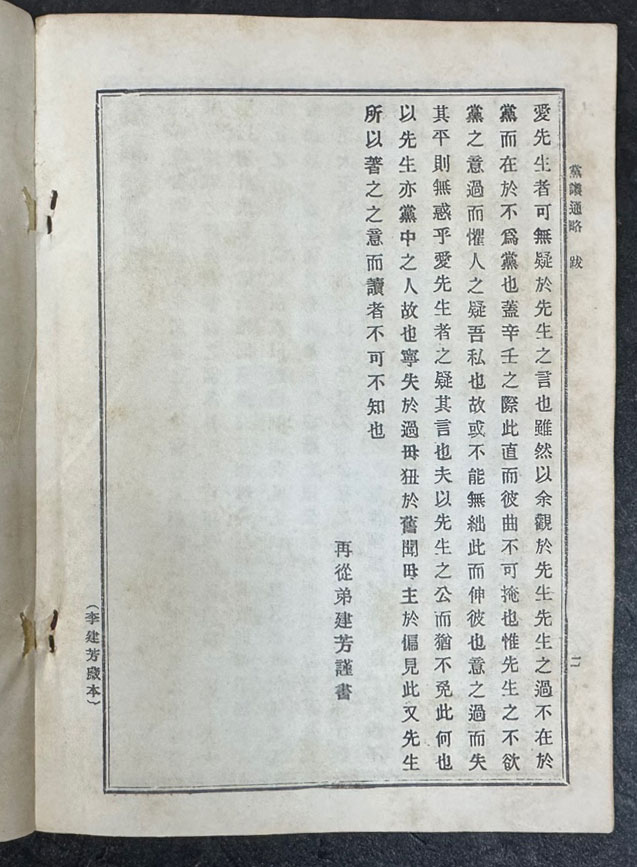 黨議通略 跋 二
愛先生者可無疑於先生之言也雖然以余觀於先生先生之過不在於
黨而在於不爲黨也蓋辛壬之際此直而彼曲不可掩也惟先生之不欲
黨之意過而懼人之疑吾私也故或不能無絀此而伸彼也意之過而失
其平則無惑乎愛先生者之疑其言也夫以先生之公而猶不免此何也
以先生亦黨中之人故也寧失於過毋狃於舊聞毋主於偏見此又先生
所以著之之意而讀者不可不知也
再從弟建芳謹書
(李建芳藏本)